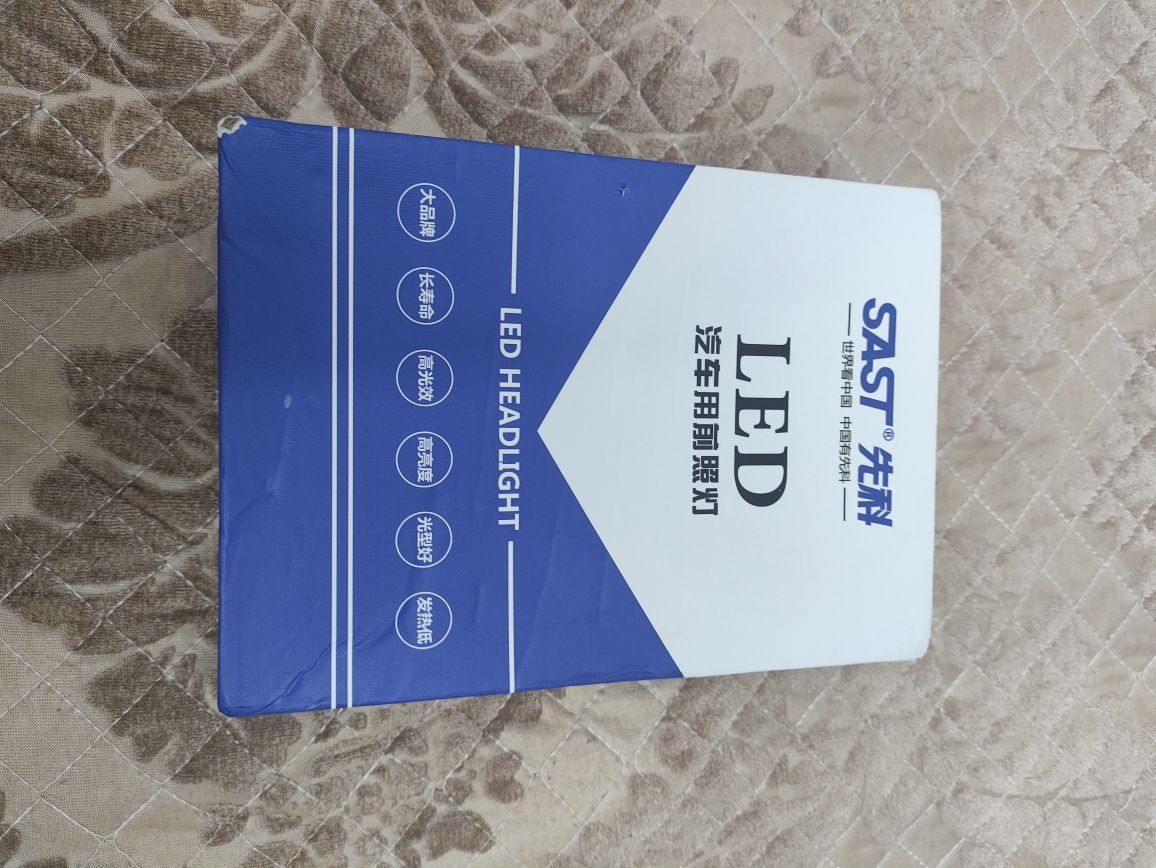 SAST® 先科
世界看中国 中国有先科
LED
汽车用前照灯
LED HEADLIGHT
大品牌 长寿命 高光效 高亮度 光型好 发热低